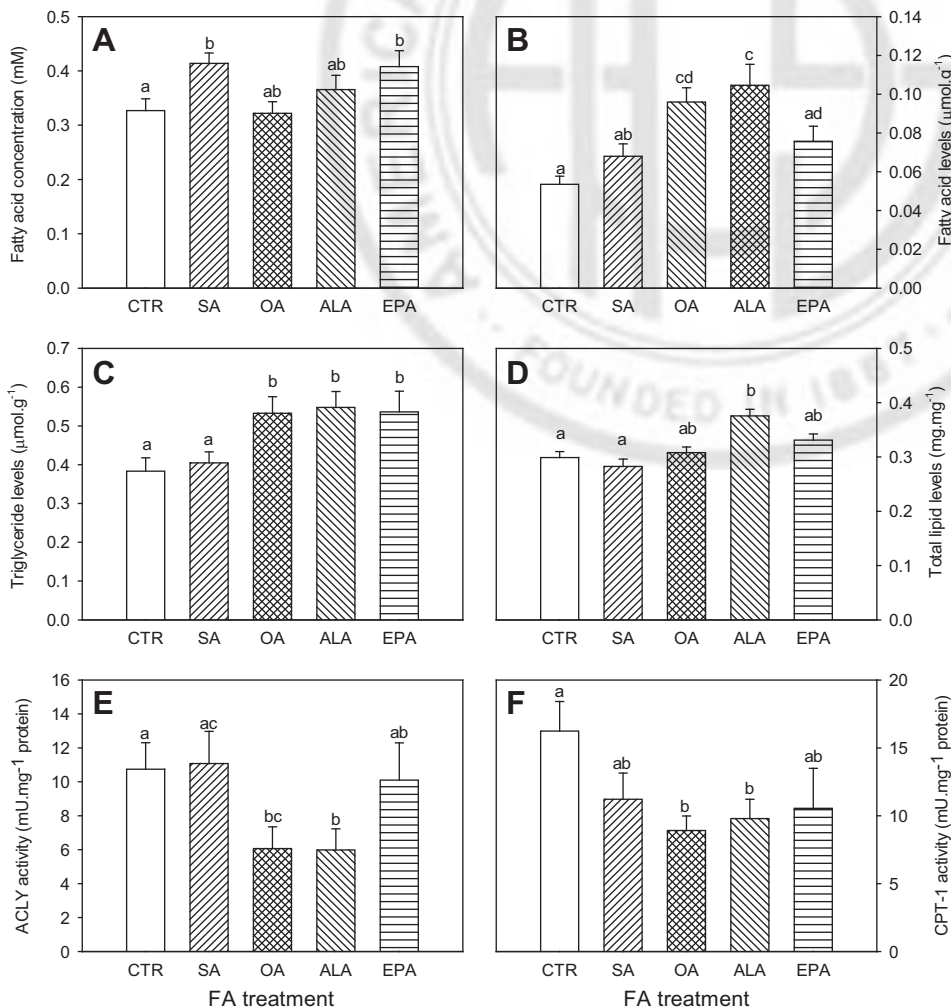 A
Fatty acid concentration (mM)
0.5
0.4
0.3
0.2
0.1
0.0
a
b
ab
ab
b
CTR
SA
OA
ALA
EPA
B
Fatty acid levels (µmol.g⁻¹)
0.14
0.12
0.10
0.08
0.06
0.04
0.02
0.00
a
ab
cd
c
ad
CTR
SA
OA
ALA
EPA
C
Triglyceride levels (µmol.g⁻¹)
0.7
0.6
0.5
0.4
0.3
0.2
0.1
0.0
a
a
b
b
b
CTR
SA
OA
ALA
EPA
D
Total lipid levels (mg.mg⁻¹)
0.5
0.4
0.3
0.2
0.1
0.0
a
a
ab
b
ab
CTR
SA
OA
ALA
EPA
E
ACLY activity (mU.mg⁻¹ protein)
16
14
12
10
8
6
4
2
0
a
ac
bc
b
ab
CTR
SA
OA
ALA
EPA
FA treatment
F
CPT-1 activity (mU.mg⁻¹ protein)
20
15
10
5
0
a
ab
b
b
ab
CTR
SA
OA
ALA
EPA
FA treatment
FOUNDED IN 1887